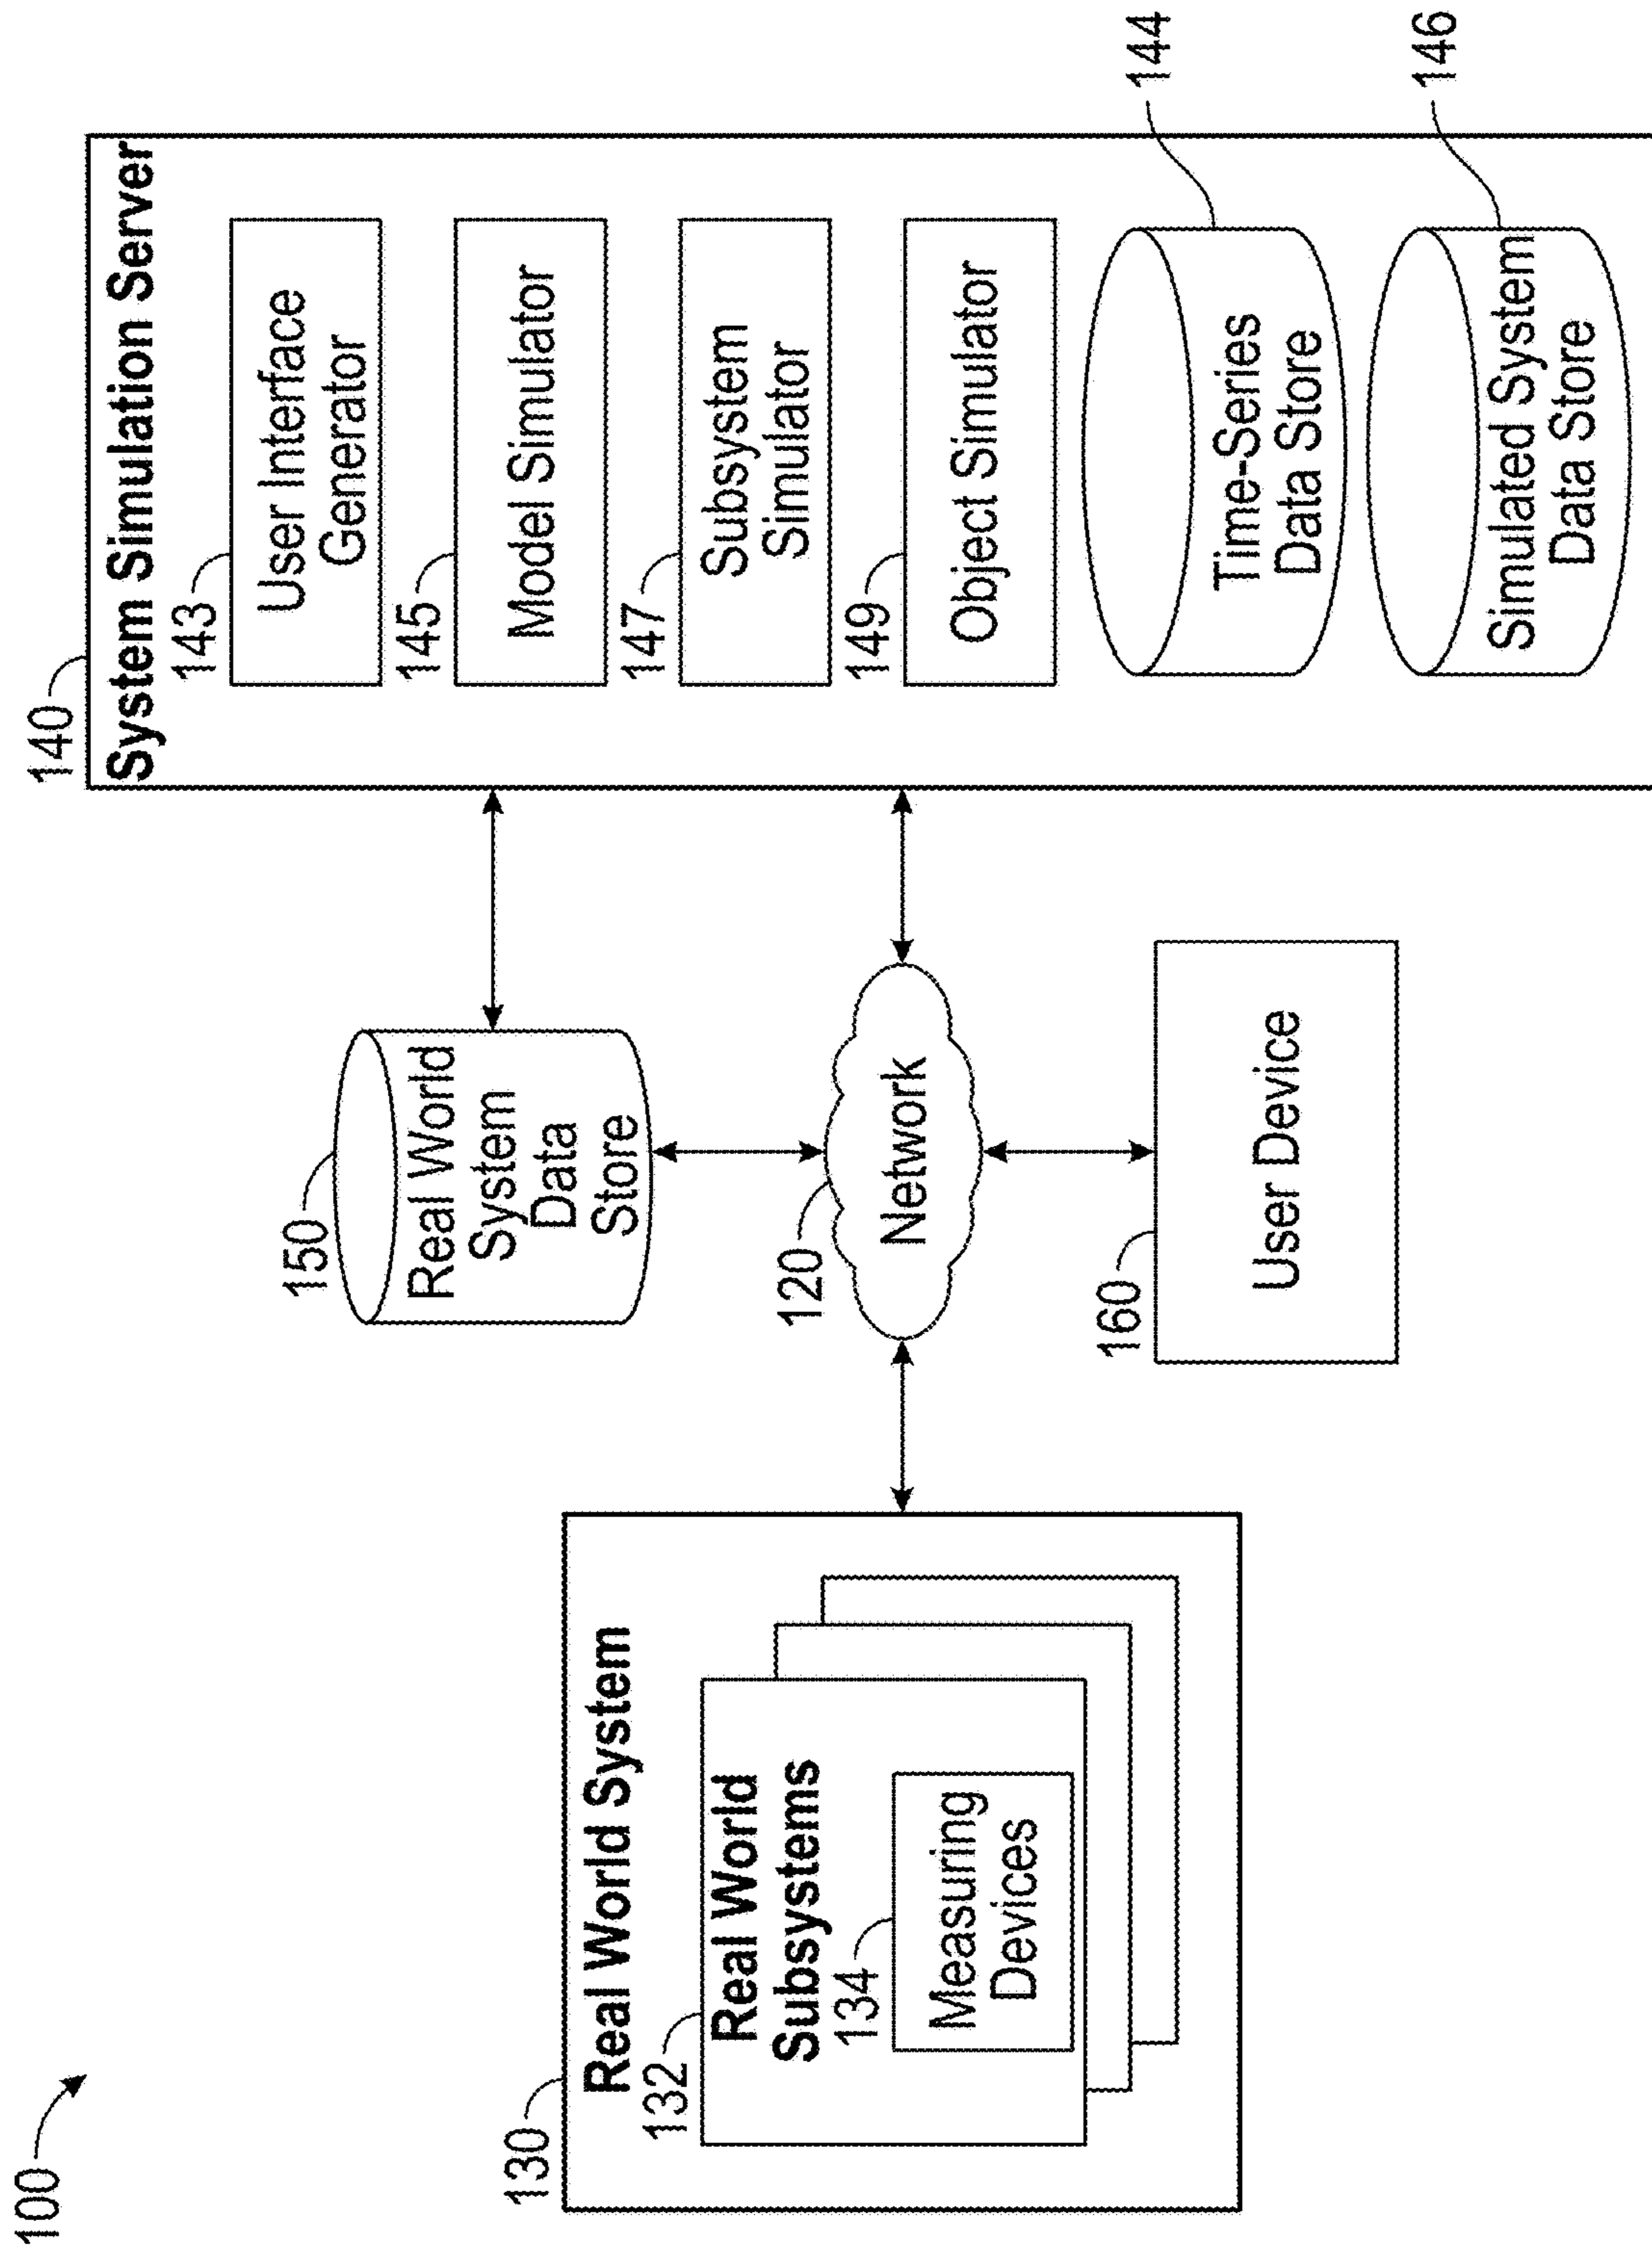 100
130
Real World System
132
Real World
Subsystems
134
Measuring
Devices
150
Real World
System
Data
Store
120
Network
160
User Device
140
System Simulation Server
143
User Interface
Generator
145
Model Simulator
147
Subsystem
Simulator
149
Object Simulator
Time-Series
Data Store
144
Simulated System
Data Store
146